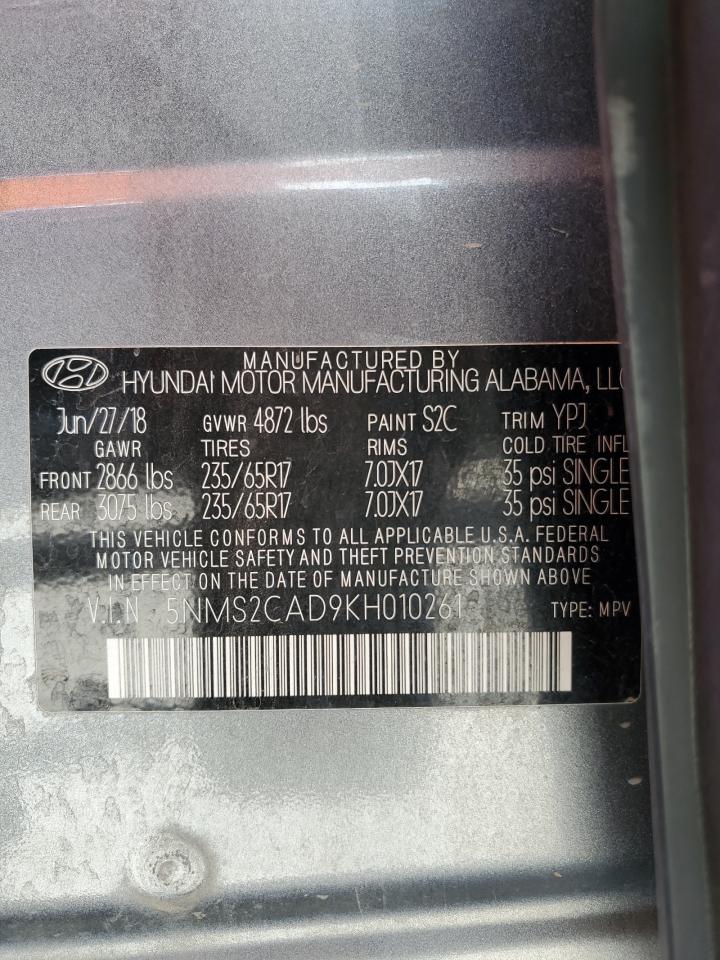 MANUFACTURED BY
HYUNDAI MOTOR MANUFACTURING ALABAMA, LLC
Jun/27/18 GVWR 4872 lbs PAINT S2C TRIM YPJ
GAWR TIRES RIMS COLD TIRE INFL
FRONT 2866 lbs 235/65R17 7.0JX17 35 psi SINGLE
REAR 3075 lbs 235/65R17 7.0JX17 35 psi SINGLE
THIS VEHICLE CONFORMS TO ALL APPLICABLE U.S.A. FEDERAL
MOTOR VEHICLE SAFETY AND THEFT PREVENTION STANDARDS
IN EFFECT ON THE DATE OF MANUFACTURE SHOWN ABOVE.
V.I.N 5NMS2CAD9KH010261 TYPE: MPV